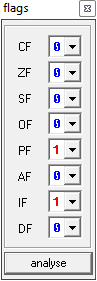 flags
CF 0
ZF 0
SF 0
OF 0
PF 1
AF 0
IF 1
DF 0
analyse